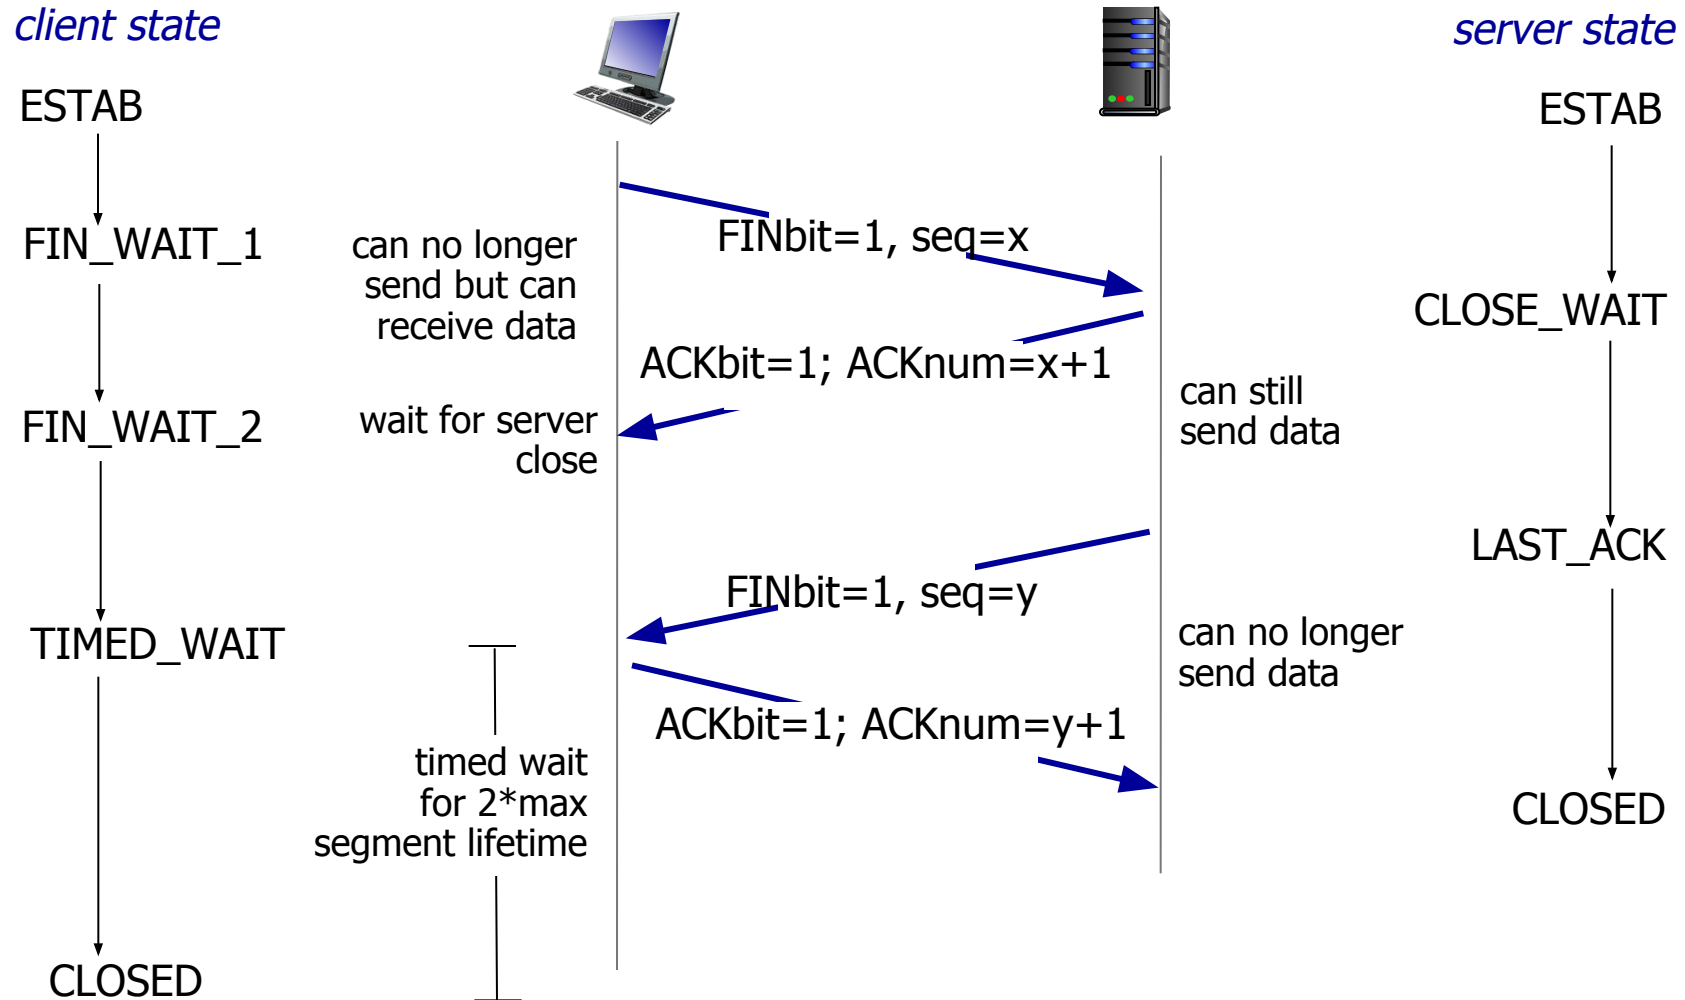 client state
server state
ESTAB
ESTAB
FIN_WAIT_1
can no longer
send but can
receive data
FINbit=1, seq=x
CLOSE_WAIT
ACKbit=1; ACKnum=x+1
can still
send data
FIN_WAIT_2
wait for server
close
LAST_ACK
FINbit=1, seq=y
TIMED_WAIT
can no longer
send data
ACKbit=1; ACKnum=y+1
timed wait
for 2*max
segment lifetime
CLOSED
CLOSED